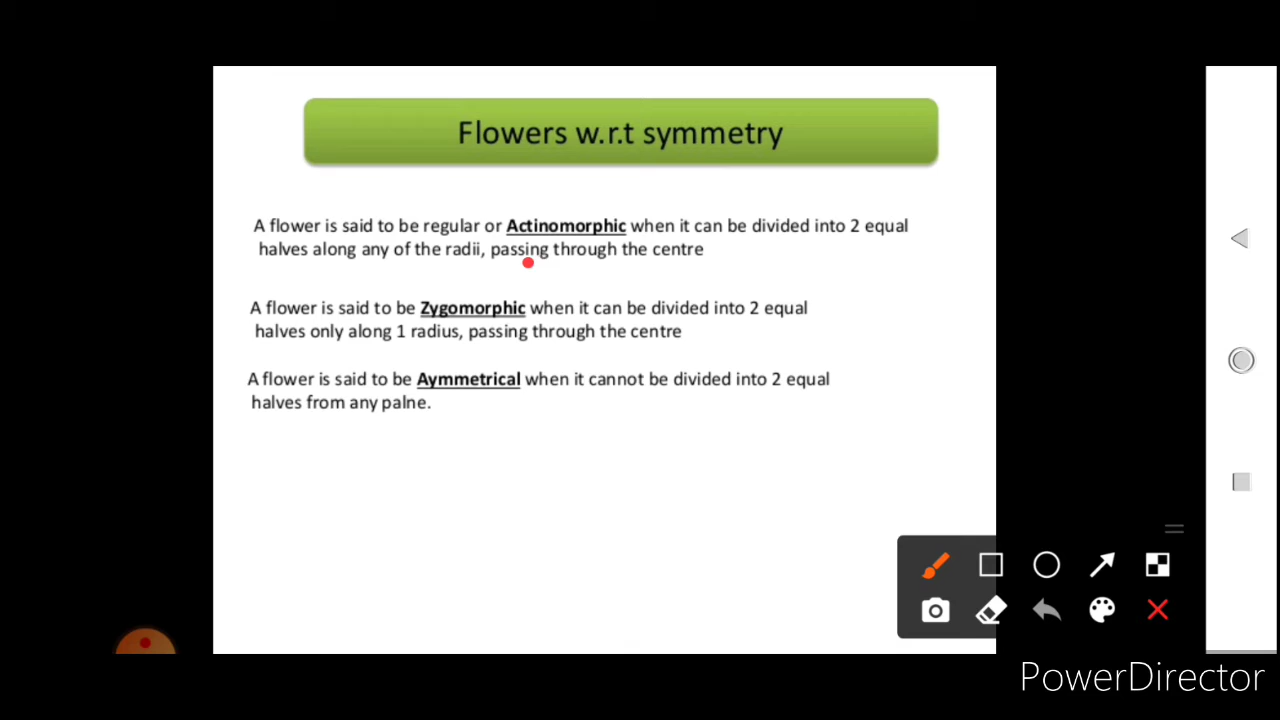 Flowers w.r.t symmetry
A flower is said to be regular or Actinomorphic when it can be divided into 2 equal
halves along any of the radii, passing through the centre
A flower is said to be Zygomorphic when it can be divided into 2 equal
halves only along 1 radius, passing through the centre
A flower is said to be Aymmetrical when it cannot be divided into 2 equal
halves from any palne.
PowerDirector